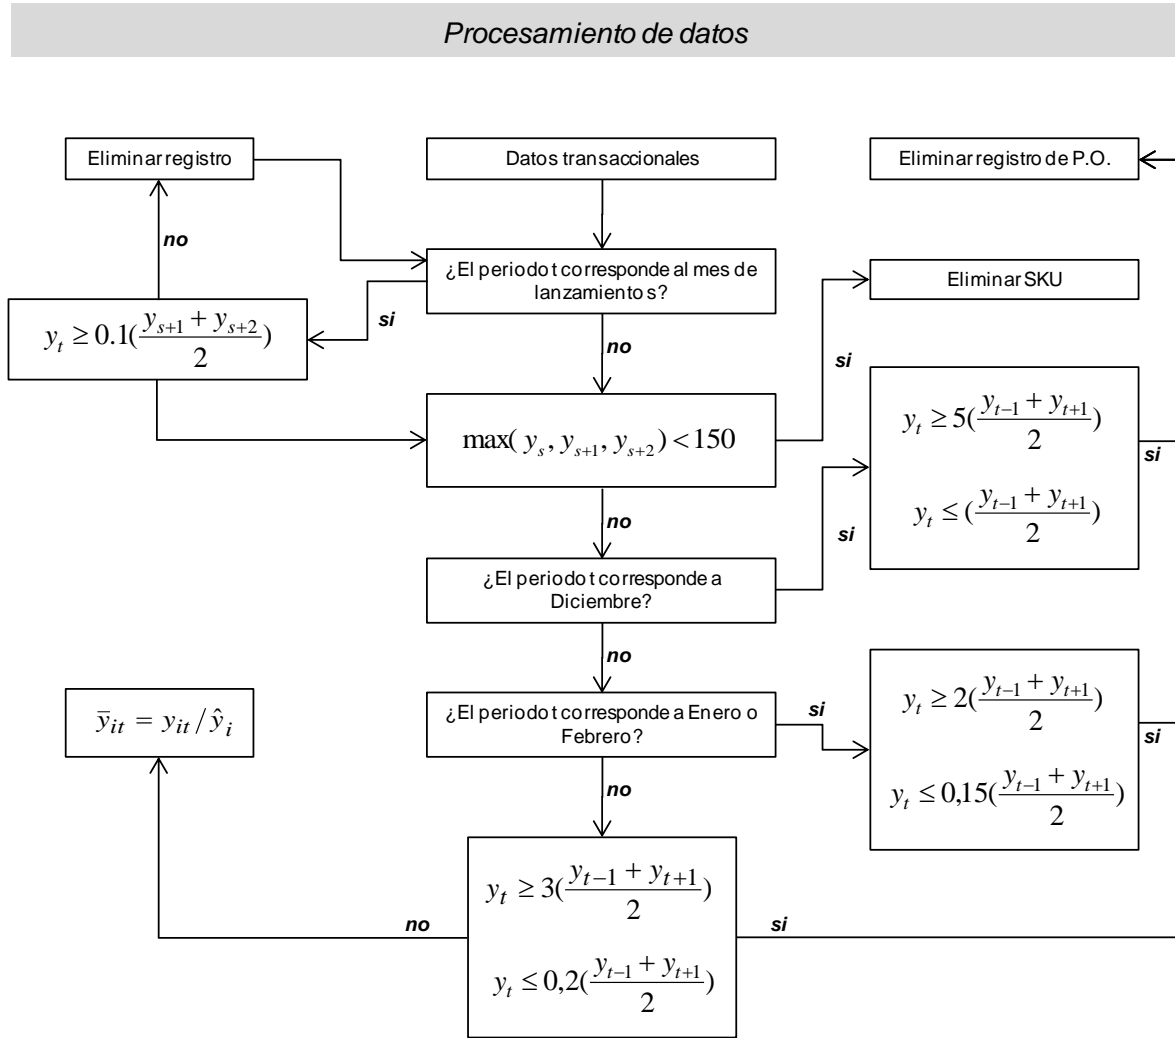 Procesamiento de datos
Eliminar registro
Datos transaccionales
Eliminar registro de P.O.
no
¿El periodo t corresponde al mes de
lanzamiento s?
Eliminar SKU
si
y_t ≥ 0.1((y_{s+1} + y_{s+2})/2)
no
si
max(y_s, y_{s+1}, y_{s+2}) < 150
y_t ≥ 5((y_{t-1} + y_{t+1})/2)
y_t ≤ ((y_{t-1} + y_{t+1})/2)
si
no
si
¿El periodo t corresponde a
Diciembre?
no
¿El periodo t corresponde a Enero o
Febrero?
si
y_t ≥ 2((y_{t-1} + y_{t+1})/2)
y_t ≤ 0,15((y_{t-1} + y_{t+1})/2)
si
ȳ_{it} = y_{it} / ŷ_i
no
y_t ≥ 3((y_{t-1} + y_{t+1})/2)
y_t ≤ 0,2((y_{t-1} + y_{t+1})/2)
no
si